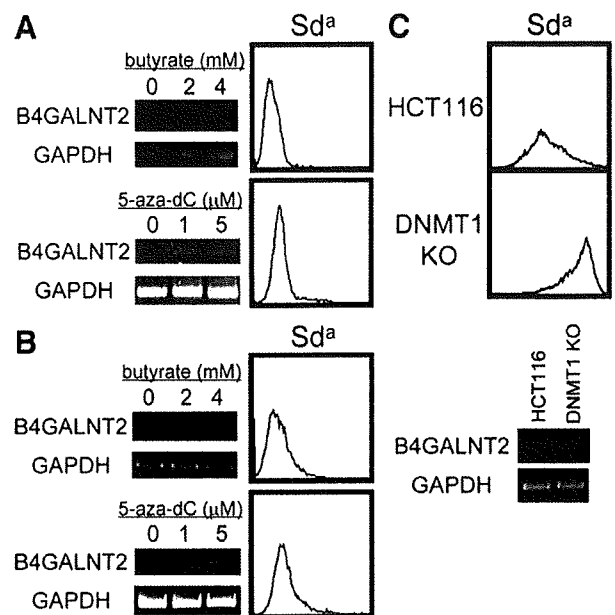 A
butyrate (mM)
0 2 4
B4GALNT2
GAPDH
5-aza-dC (μM)
0 1 5
B4GALNT2
GAPDH
Sdª
B
butyrate (mM)
0 2 4
B4GALNT2
GAPDH
5-aza-dC (μM)
0 1 5
B4GALNT2
GAPDH
Sdª
C
Sdª
HCT116
DNMT1
KO
HCT116
DNMT1 KO
B4GALNT2
GAPDH